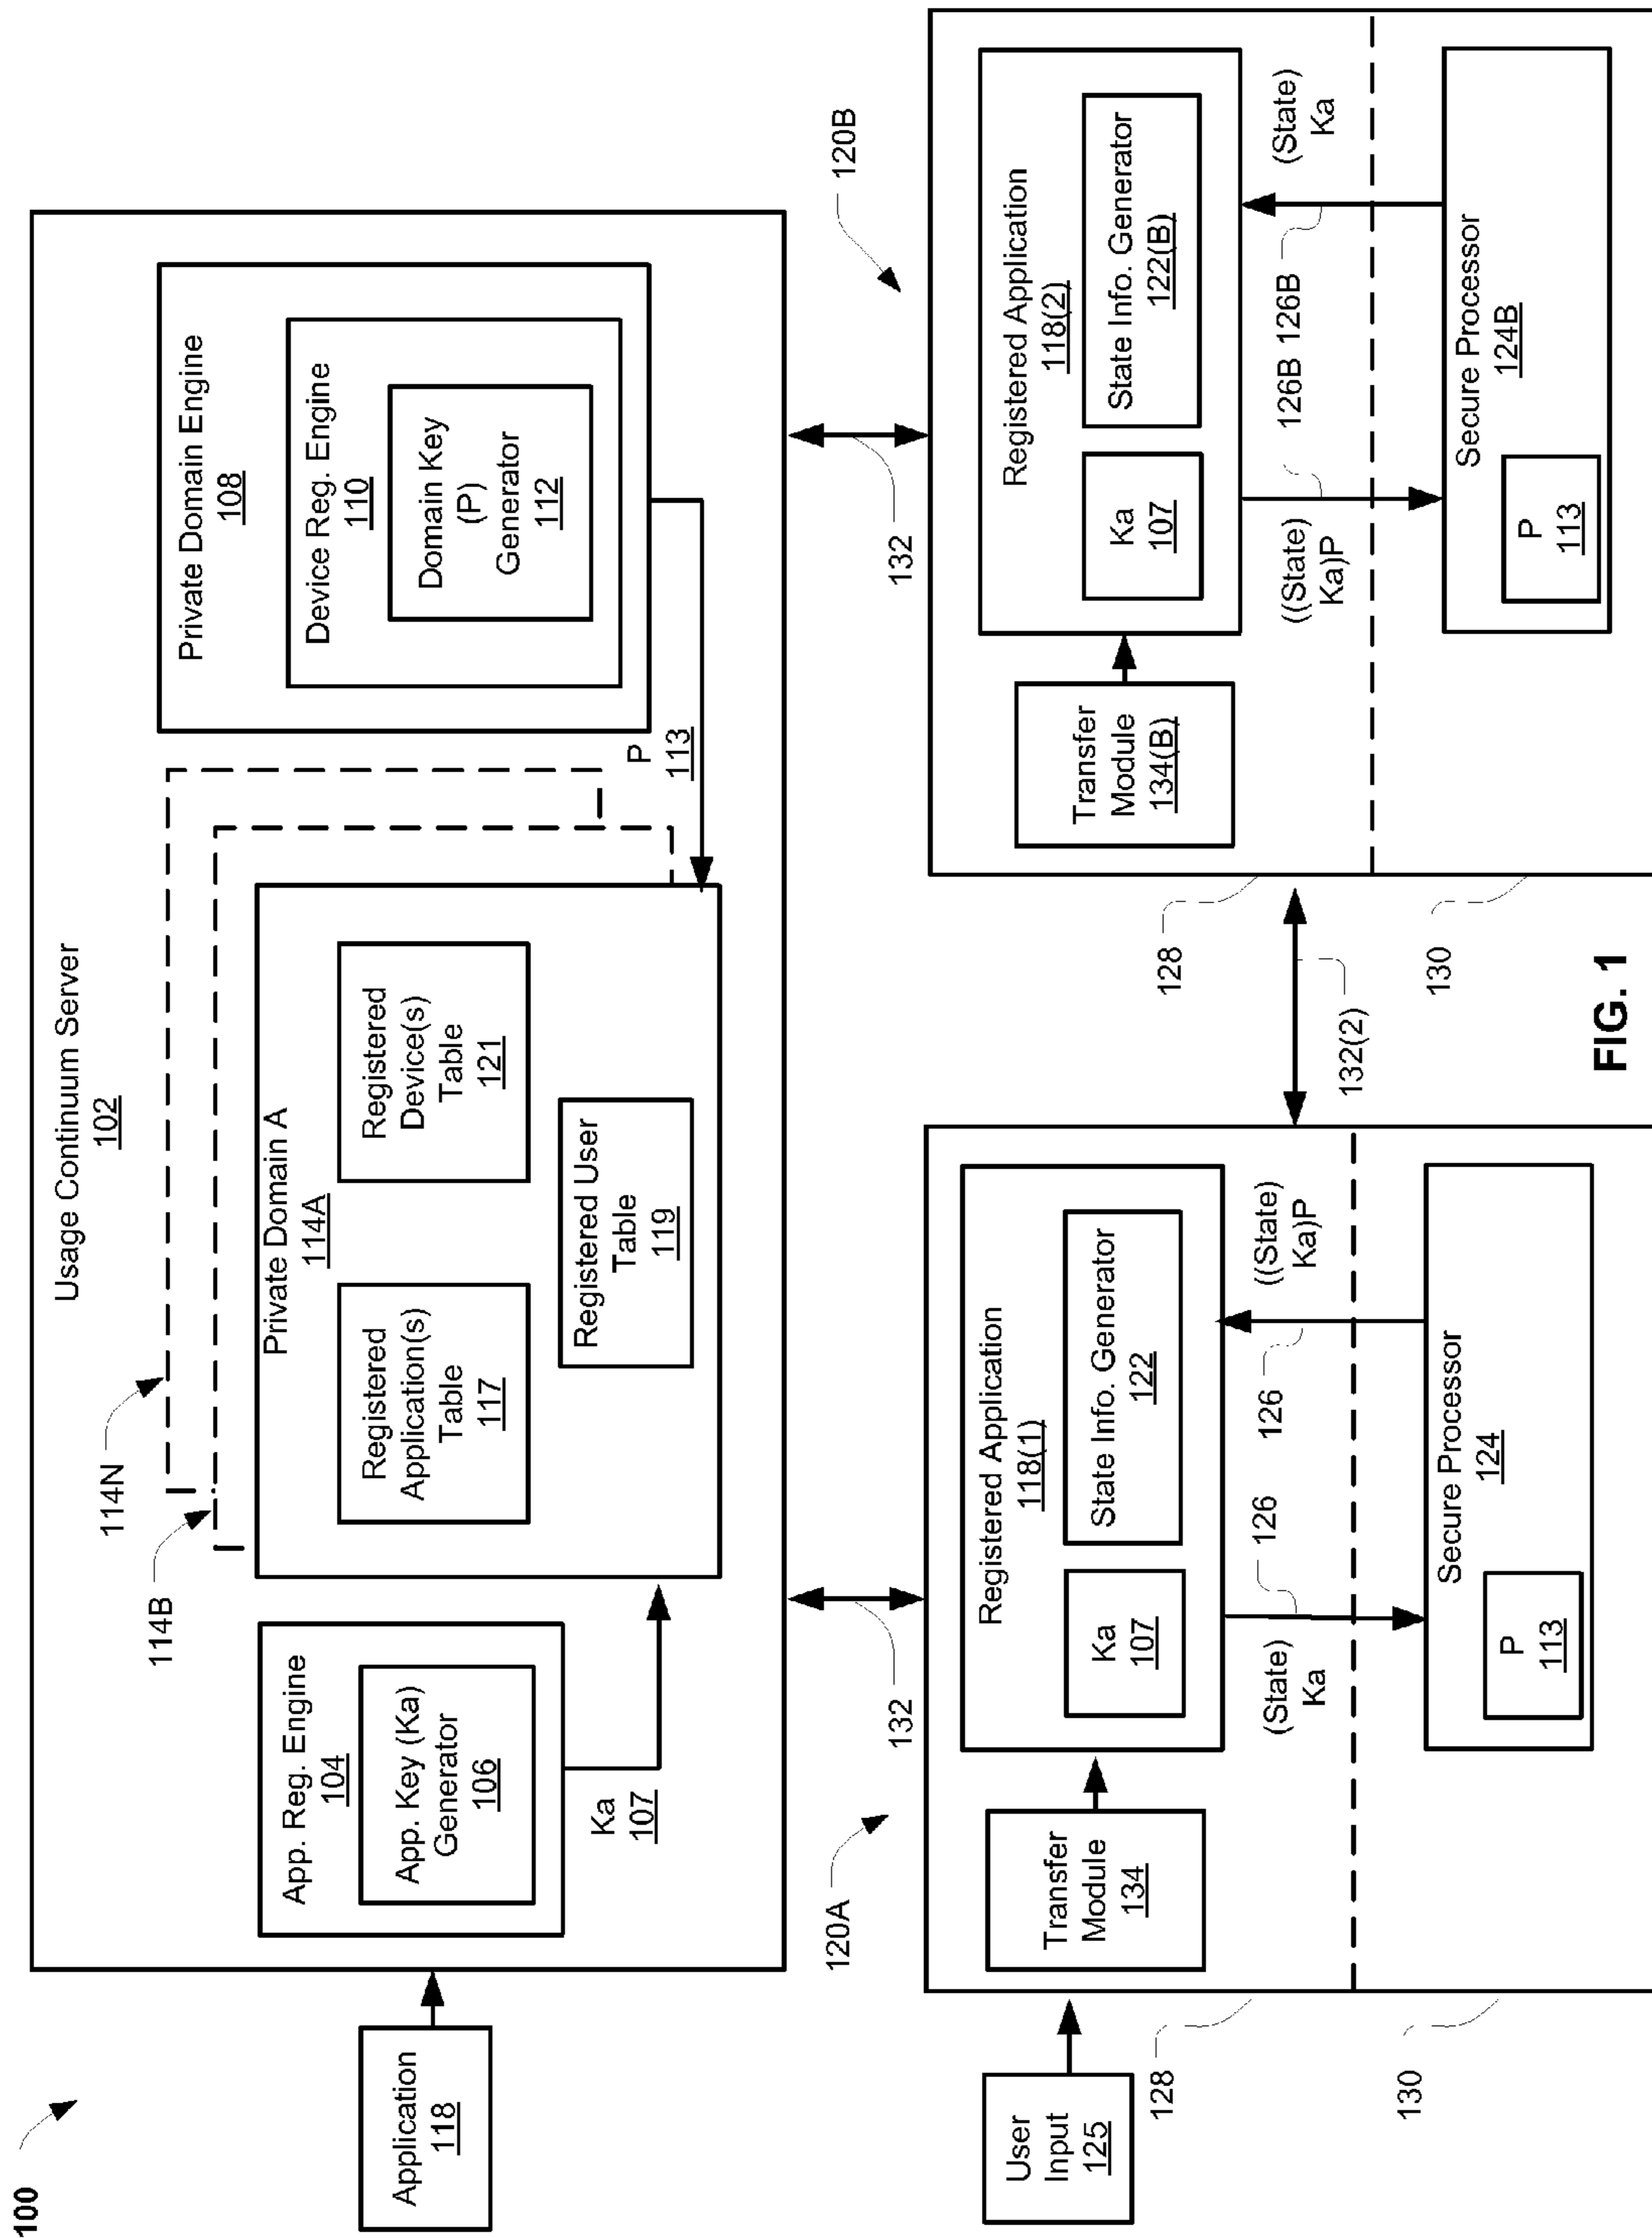 100
Usage Continuum Server
102
114N
114B
Application
118
App. Reg. Engine
104
App. Key (Ka)
Generator
106
Ka
107
Private Domain A
114A
Registered
Application(s)
Table
117
Registered
Device(s)
Table
121
Registered User
Table
119
P
113
Private Domain Engine
108
Device Reg. Engine
110
Domain Key
(P)
Generator
112
132
132
120A
120B
User
Input
125
Transfer
Module
134
Registered Application
118(1)
Ka
107
State Info. Generator
122
(State)
Ka
126
126
((State)
Ka)P
Secure Processor
124
P
113
128
130
132(2)
Transfer
Module
134(B)
Registered Application
118(2)
Ka
107
State Info. Generator
122(B)
((State)
Ka)P
126B 126B
(State)
Ka
Secure Processor
124B
P
113
128
130
FIG. 1